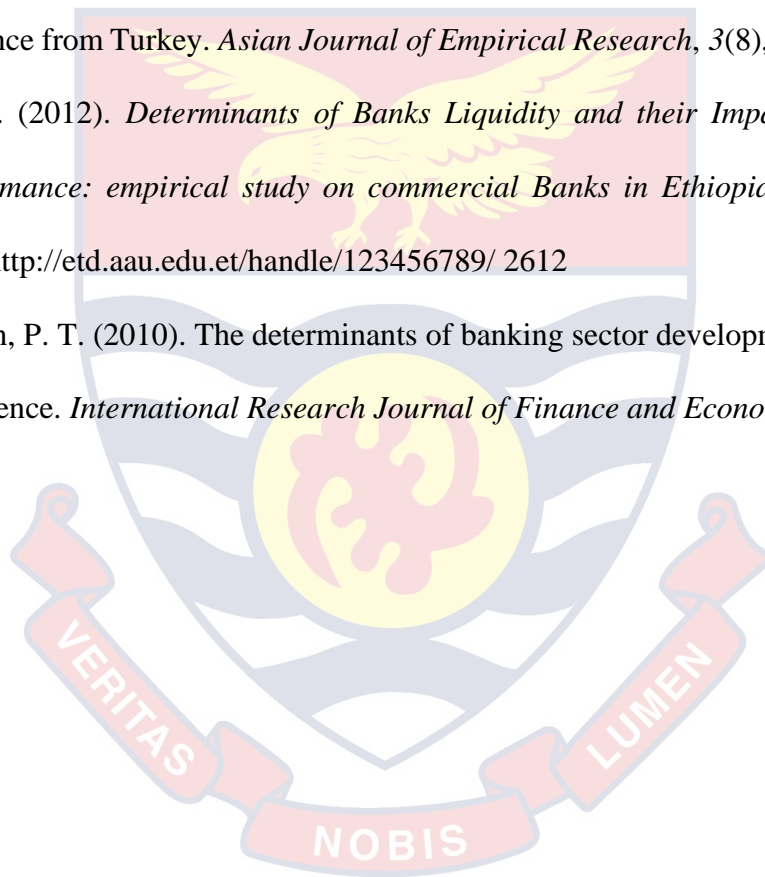 nce from Turkey. Asian Journal of Empirical Research, 3(8),
. (2012). Determinants of Banks Liquidity and their Impa
rmance: empirical study on commercial Banks in Ethiopia
ttp://etd.aau.edu.et/handle/123456789/ 2612
n, P. T. (2010). The determinants of banking sector developm
ence. International Research Journal of Finance and Econo
VERITAS
NOBIS
LUMEN